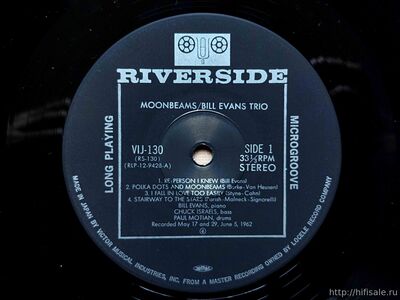 RIVERSIDE
MOONBEAMS/BILL EVANS TRIO
VIJ-130
(RS-130)
(RLP-12-9428-A)
SIDE 1
33⅓RPM
STEREO
LONG PLAYING
MICROGROOVE
1. RE: PERSON I KNEW (Bill Evans)
2. POLKA DOTS AND MOONBEAMS (Burke-Van Heusen)
3. I FALL IN LOVE TOO EASILY (Styne-Cahn)
4. STAIRWAY TO THE STARS (Parish-Malneck-Signorelli)
BILL EVANS, piano
CHUCK ISRAELS, bass
PAUL MOTIAN, drums
Recorded May 17 and 29, June 5, 1962
MADE IN JAPAN BY VICTOR MUSICAL INDUSTRIES, INC. FROM A MASTER RECORDING OWNED BY LOCELE RECORD COMPANY
http://hifisale.ru